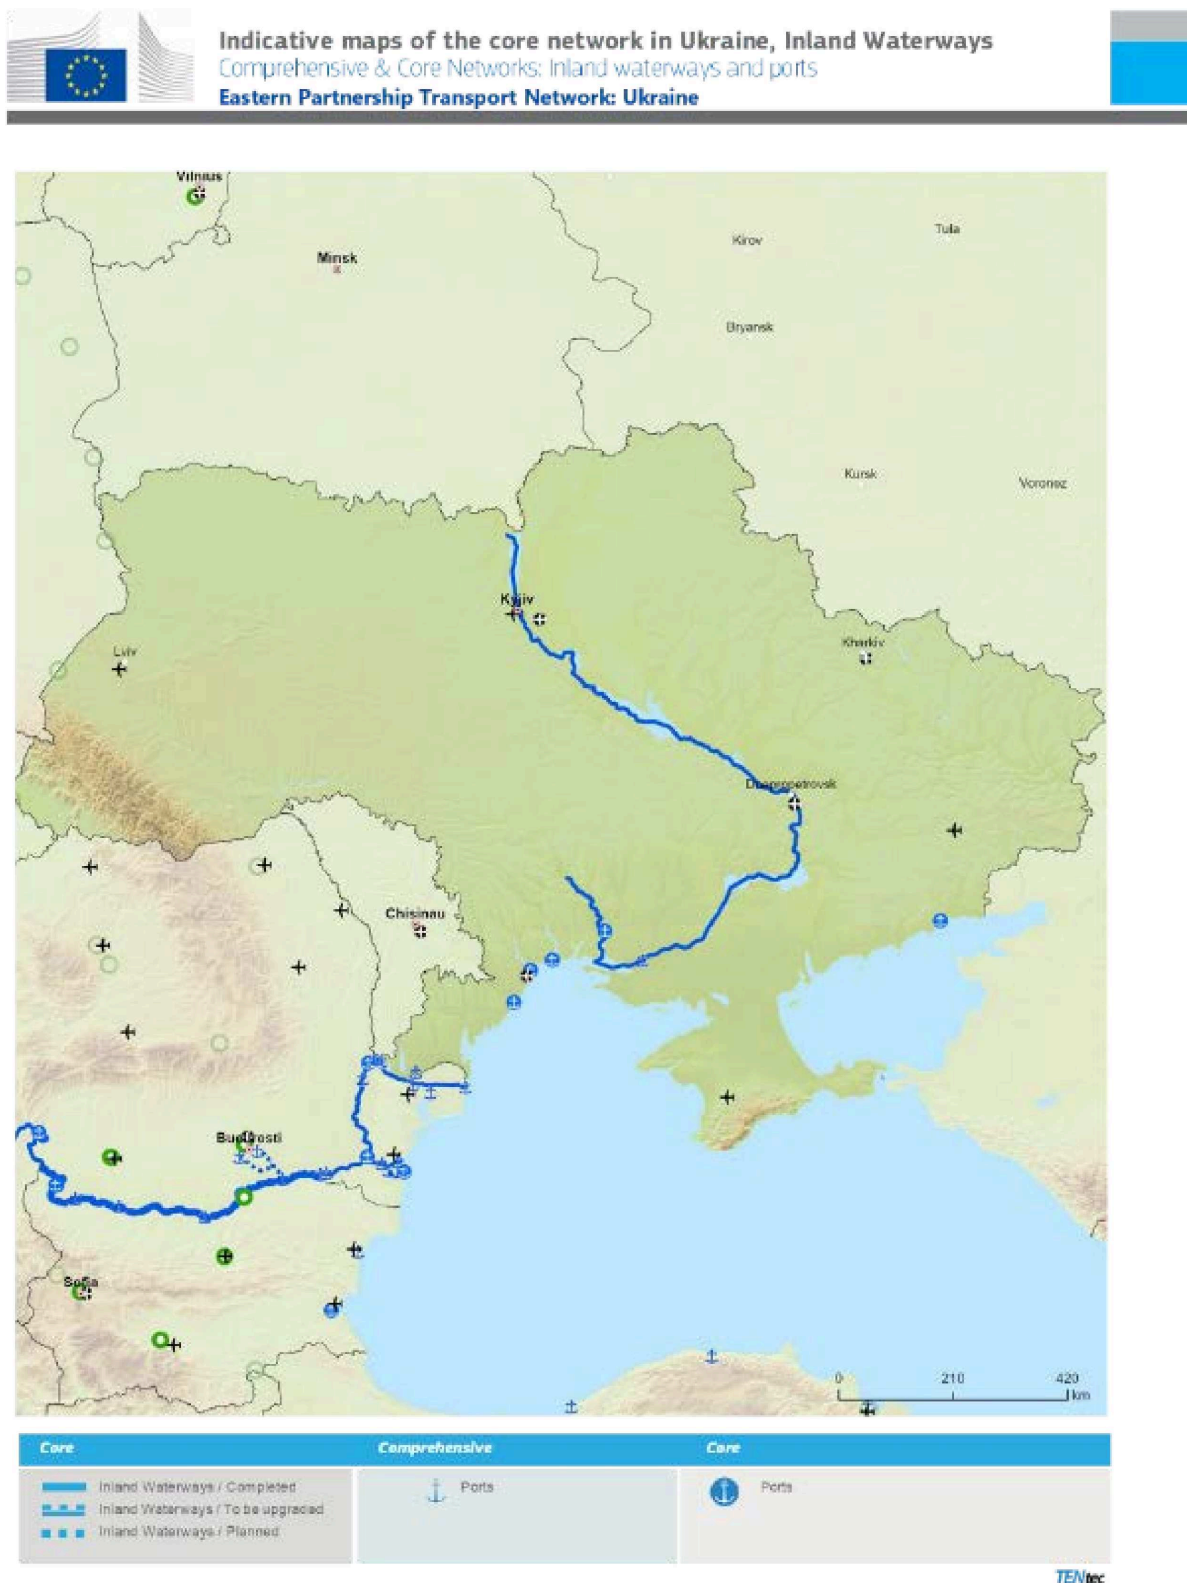 Indicative maps of the core network in Ukraine, Inland Waterways
Comprehensive & Core Networks: Inland waterways and ports
Eastern Partnership Transport Network: Ukraine
Vilnius
Minsk
Kirov
Tula
Bryansk
Kursk
Voronez
Kyiiv
Lviv
Kharkiv
Dnepropetrovsk
Chisinau
Bucuresti
Sofia
0 210 420
km
Core Comprehensive Core
Inland Waterways / Completed
Inland Waterways / To be upgraded
Inland Waterways / Planned
Ports
Ports
TENtec